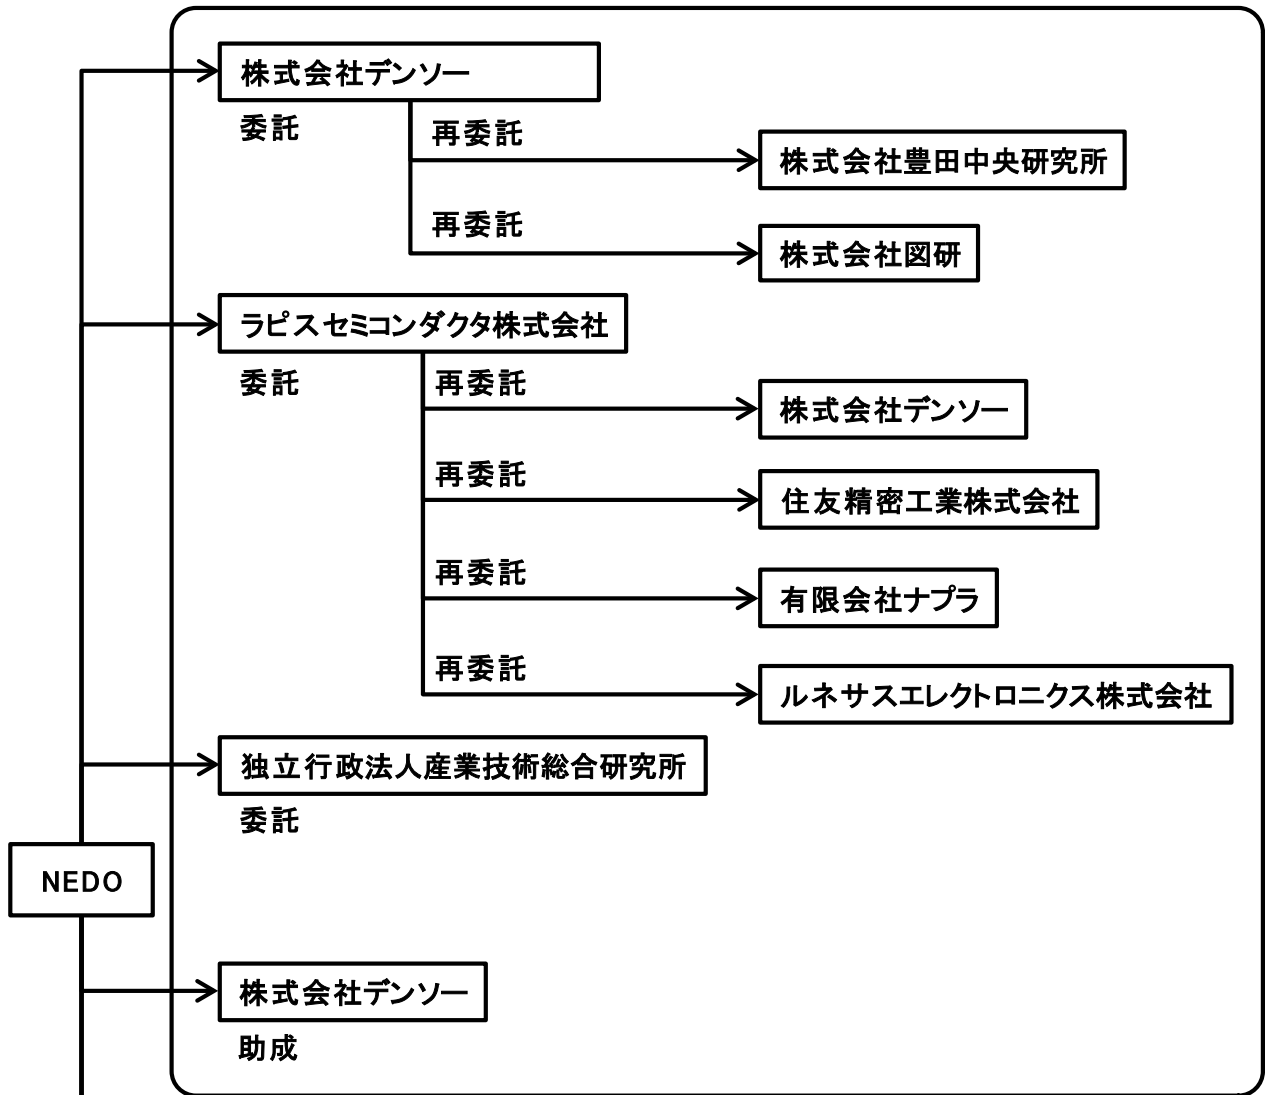 株式会社デンソー
委託
再委託
株式会社豊田中央研究所
再委託
株式会社図研
ラピスセミコンダクタ株式会社
委託
再委託
株式会社デンソー
再委託
住友精密工業株式会社
再委託
有限会社ナプラ
再委託
ルネサスエレクトロニクス株式会社
独立行政法人産業技術総合研究所
委託
NEDO
株式会社デンソー
助成